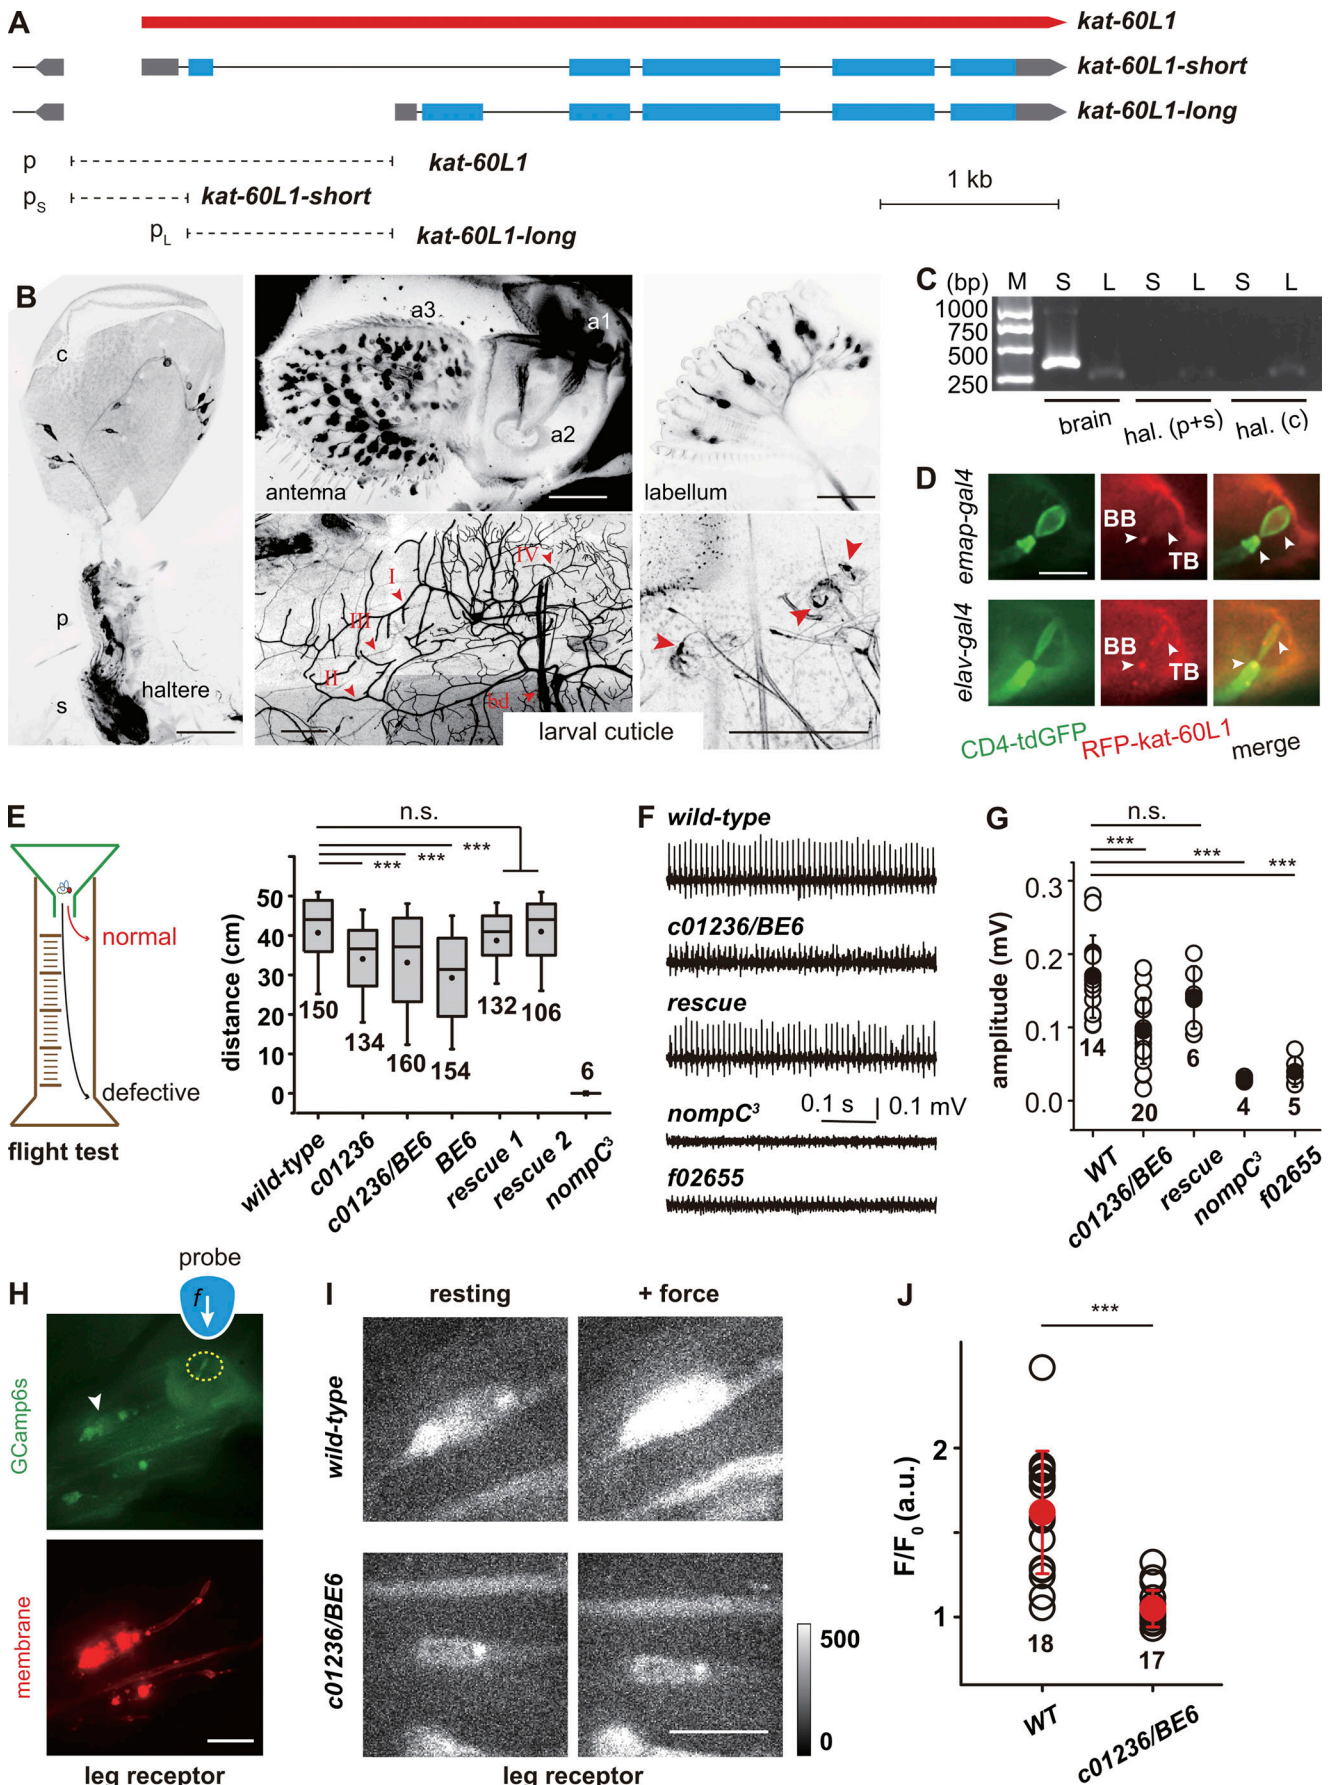 A
kat-60L1
kat-60L1-short
kat-60L1-long
p
kat-60L1
1 kb
pS
kat-60L1-short
pL
kat-60L1-long
B
c
p
s
haltere
a3
a1
a2
antenna
labellum
I
IV
III
II
bd
larval cuticle
C
(bp) M S L S L S L
1000
750
500
250
brain
hal. (p+s)
hal. (c)
D
emap-gal4
BB
TB
elav-gal4
BB
TB
CD4-tdGFP
RFP-kat-60L1
merge
E
normal
defective
flight test
n.s.
***
***
***
distance (cm)
50
40
30
20
10
0
150
134
160
154
132
106
6
wild-type
c01236
c01236/BE6
BE6
rescue 1
rescue 2
nompC3
F
wild-type
c01236/BE6
rescue
0.1 s
0.1 mV
nompC3
f02655
G
n.s.
***
***
***
amplitude (mV)
0.3
0.2
0.1
0.0
14
20
6
4
5
WT
c01236/BE6
rescue
nompC3
f02655
H
probe
f
GCamp6s
membrane
leg receptor
I
resting
+ force
wild-type
c01236/BE6
500
0
leg receptor
J
***
F/F0 (a.u.)
2
1
18
17
WT
c01236/BE6